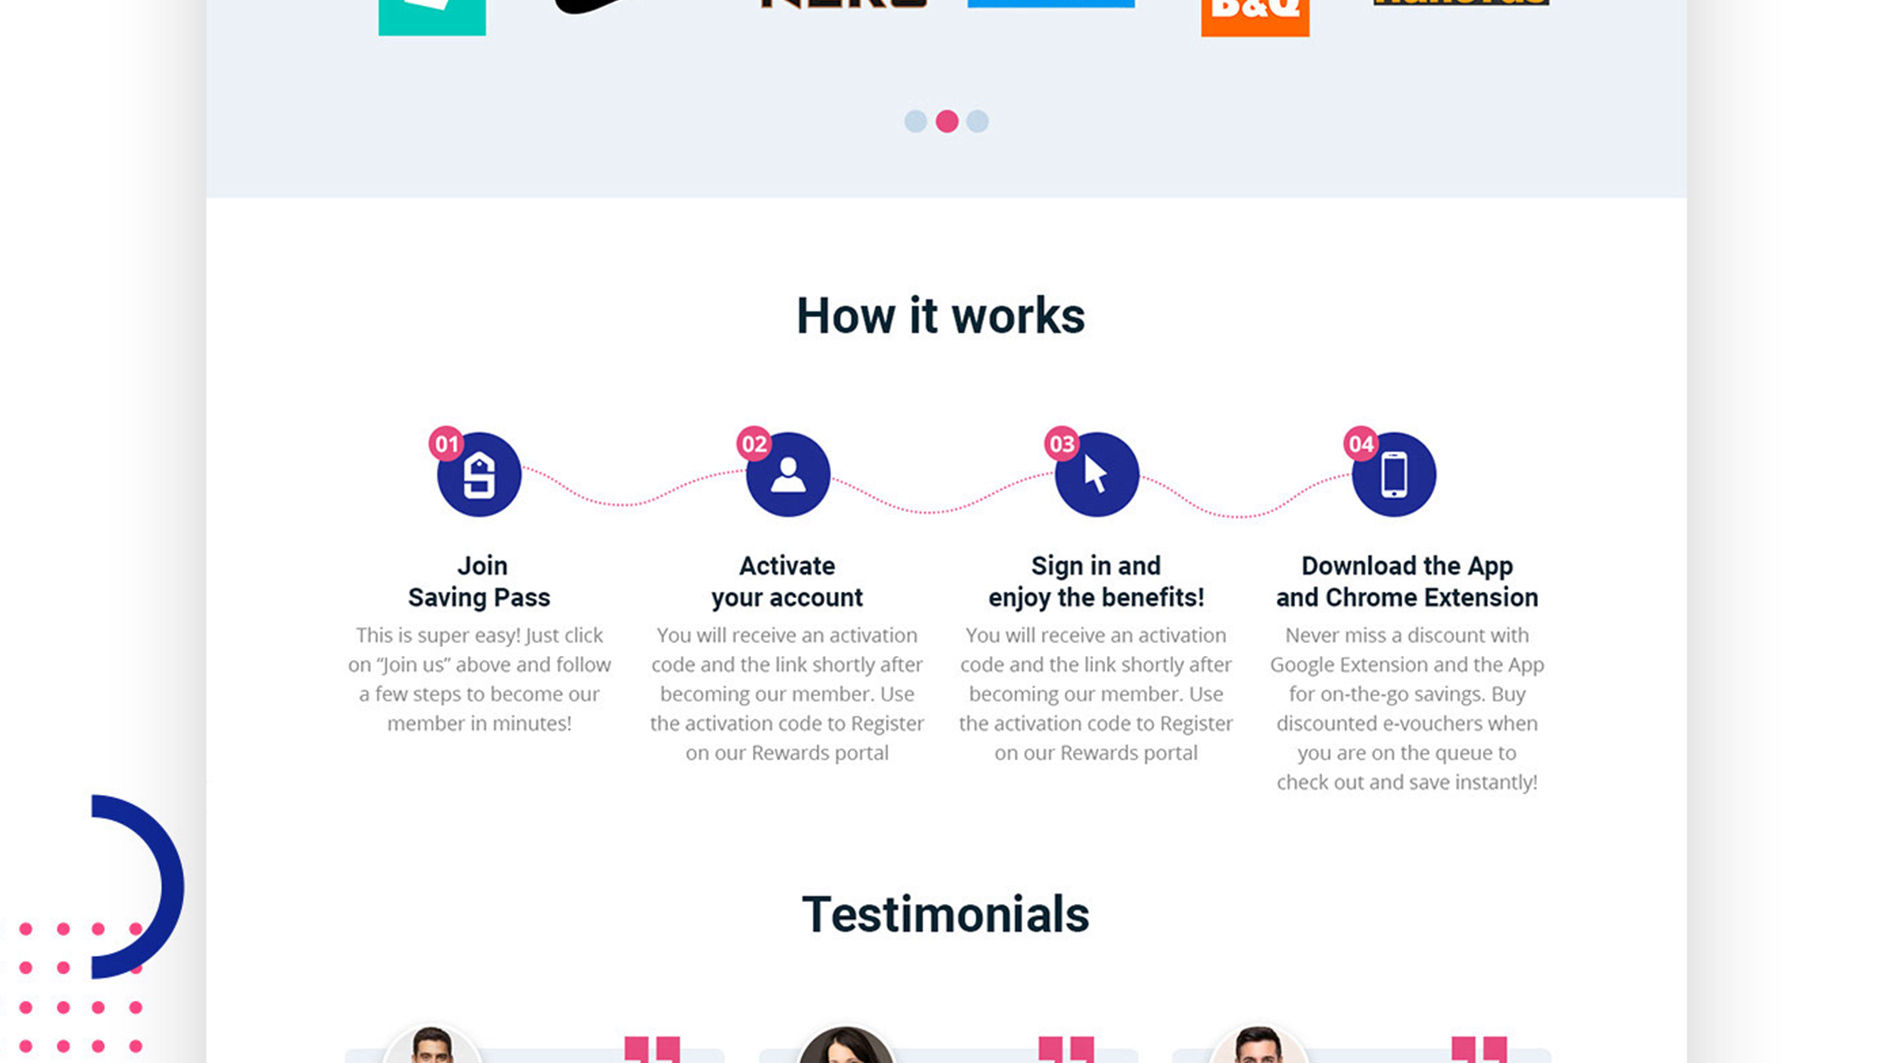 B&Q
How it works
01
02
03
04
Join
Saving Pass
This is super easy! Just click
on “Join us” above and follow
a few steps to become our
member in minutes!
Activate
your account
You will receive an activation
code and the link shortly after
becoming our member. Use
the activation code to Register
on our Rewards portal
Sign in and
enjoy the benefits!
You will receive an activation
code and the link shortly after
becoming our member. Use
the activation code to Register
on our Rewards portal
Download the App
and Chrome Extension
Never miss a discount with
Google Extension and the App
for on-the-go savings. Buy
discounted e-vouchers when
you are on the queue to
check out and save instantly!
Testimonials